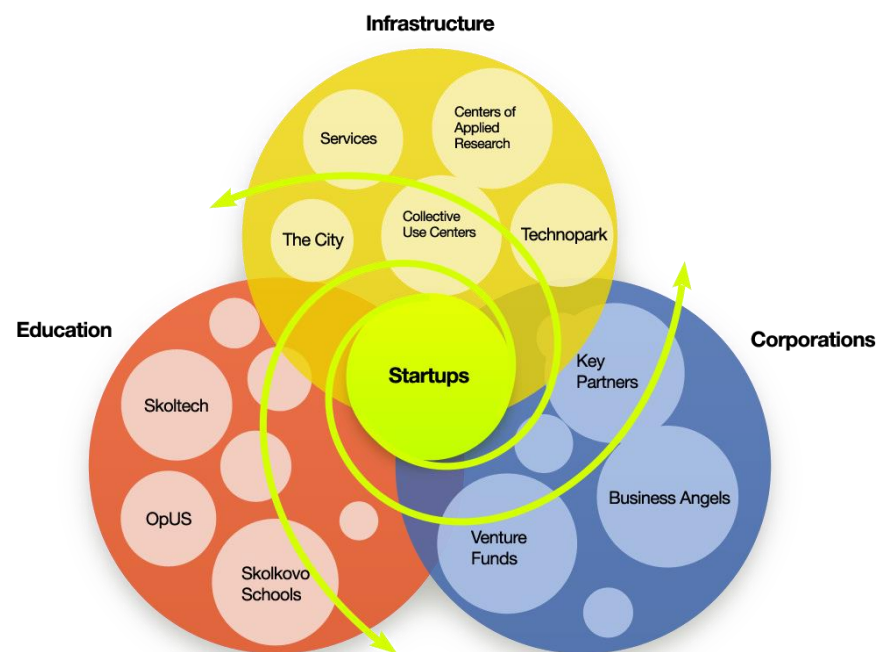 Infrastructure
Services
Centers of
Applied
Research
The City
Collective
Use Centers
Technopark
Education
Corporations
Startups
Key
Partners
Skoltech
Business Angels
OpUS
Venture
Funds
Skolkovo
Schools